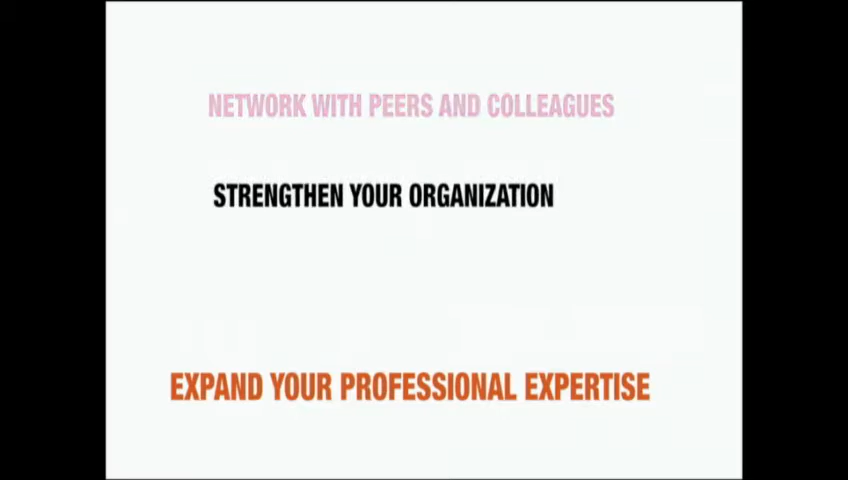 NETWORK WITH PEERS AND COLLEAGUES
STRENGTHEN YOUR ORGANIZATION
EXPAND YOUR PROFESSIONAL EXPERTISE